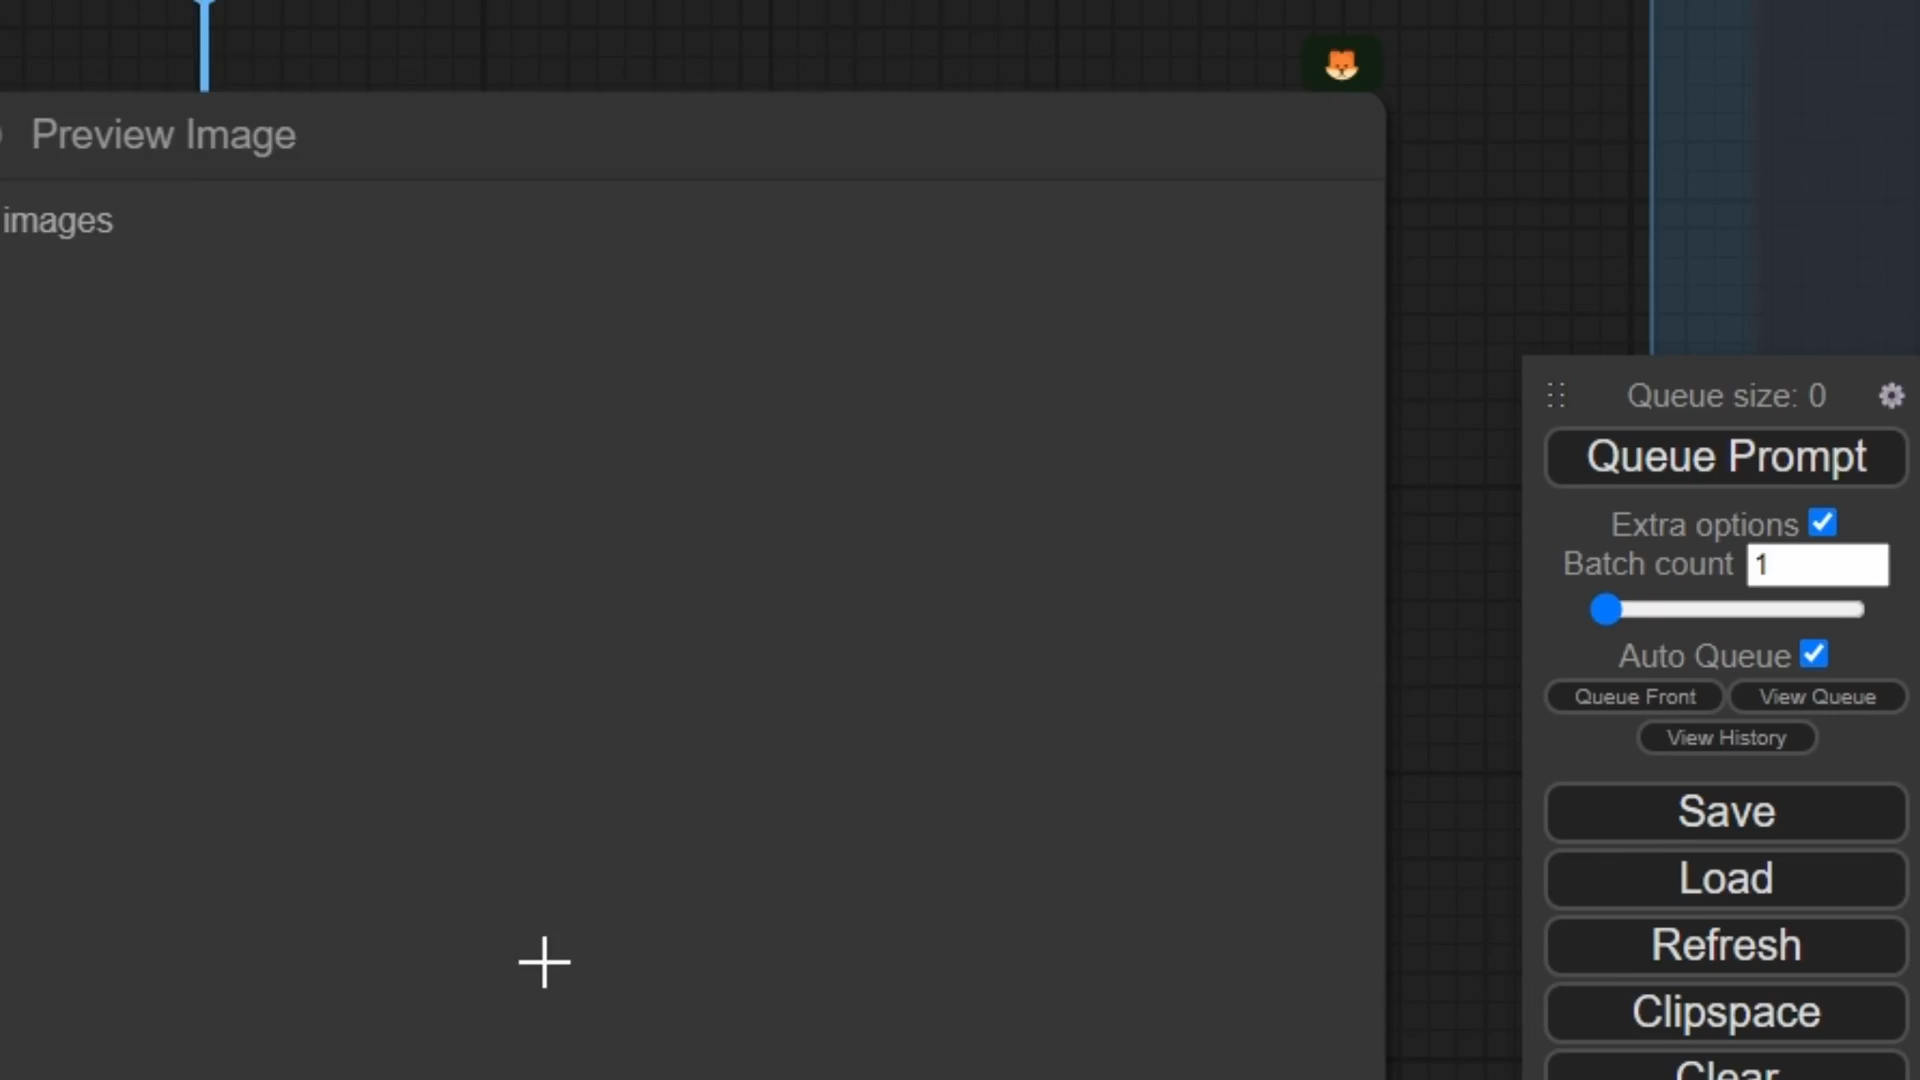 Preview Image
images
Queue size: 0
Queue Prompt
Extra options
Batch count 1
Auto Queue
Queue Front View Queue
View History
Save
Load
Refresh
Clipspace
Clear